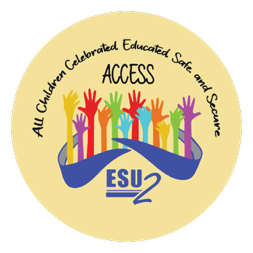 All Children Celebrated Educated Safe and Secure
ACCESS
ESU 2